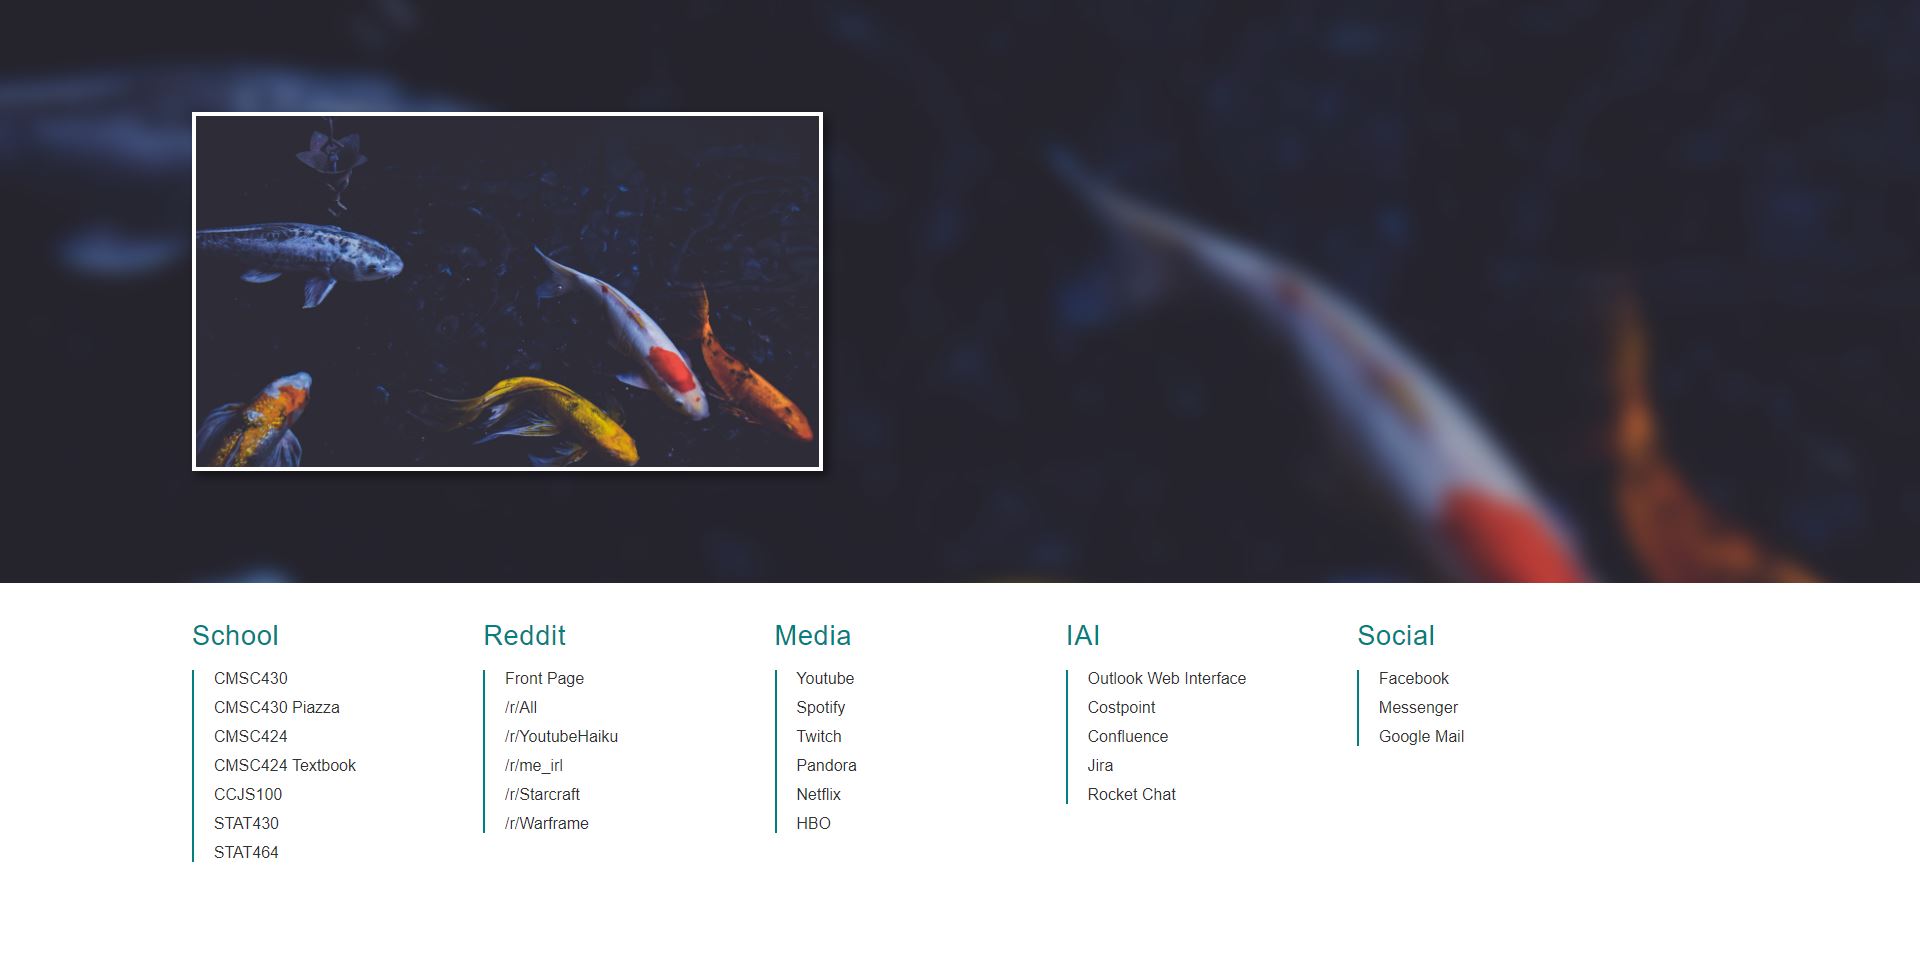 School
CMSC430
CMSC430 Piazza
CMSC424
CMSC424 Textbook
CCJS100
STAT430
STAT464
Reddit
Front Page
/r/All
/r/YoutubeHaiku
/r/me_irl
/r/Starcraft
/r/Warframe
Media
Youtube
Spotify
Twitch
Pandora
Netflix
HBO
IAI
Outlook Web Interface
Costpoint
Confluence
Jira
Rocket Chat
Social
Facebook
Messenger
Google Mail